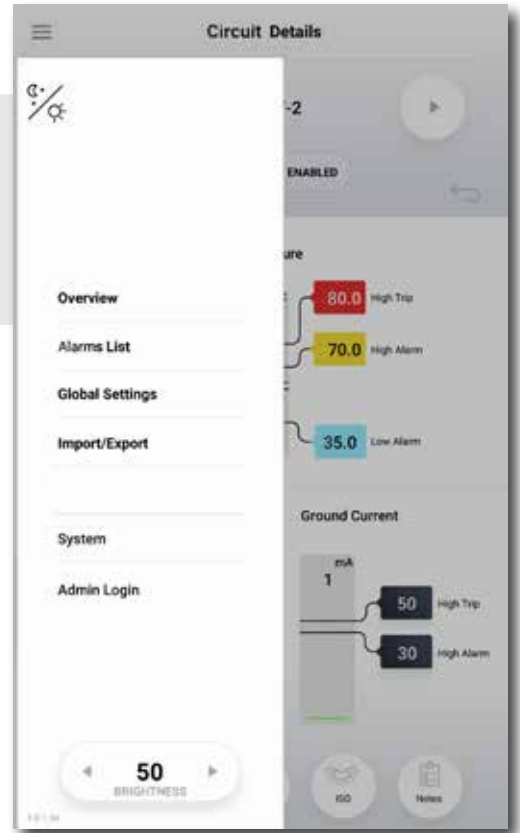 Circuit Details
-2
ENABLED
ure
Overview
80.0 High Trip
Alarms List
70.0 High Alarm
Global Settings
Import/Export
35.0 Low Alarm
Ground Current
System
mA
1
Admin Login
50 High Trip
30 High Alarm
50
BRIGHTNESS
ISO
Notes